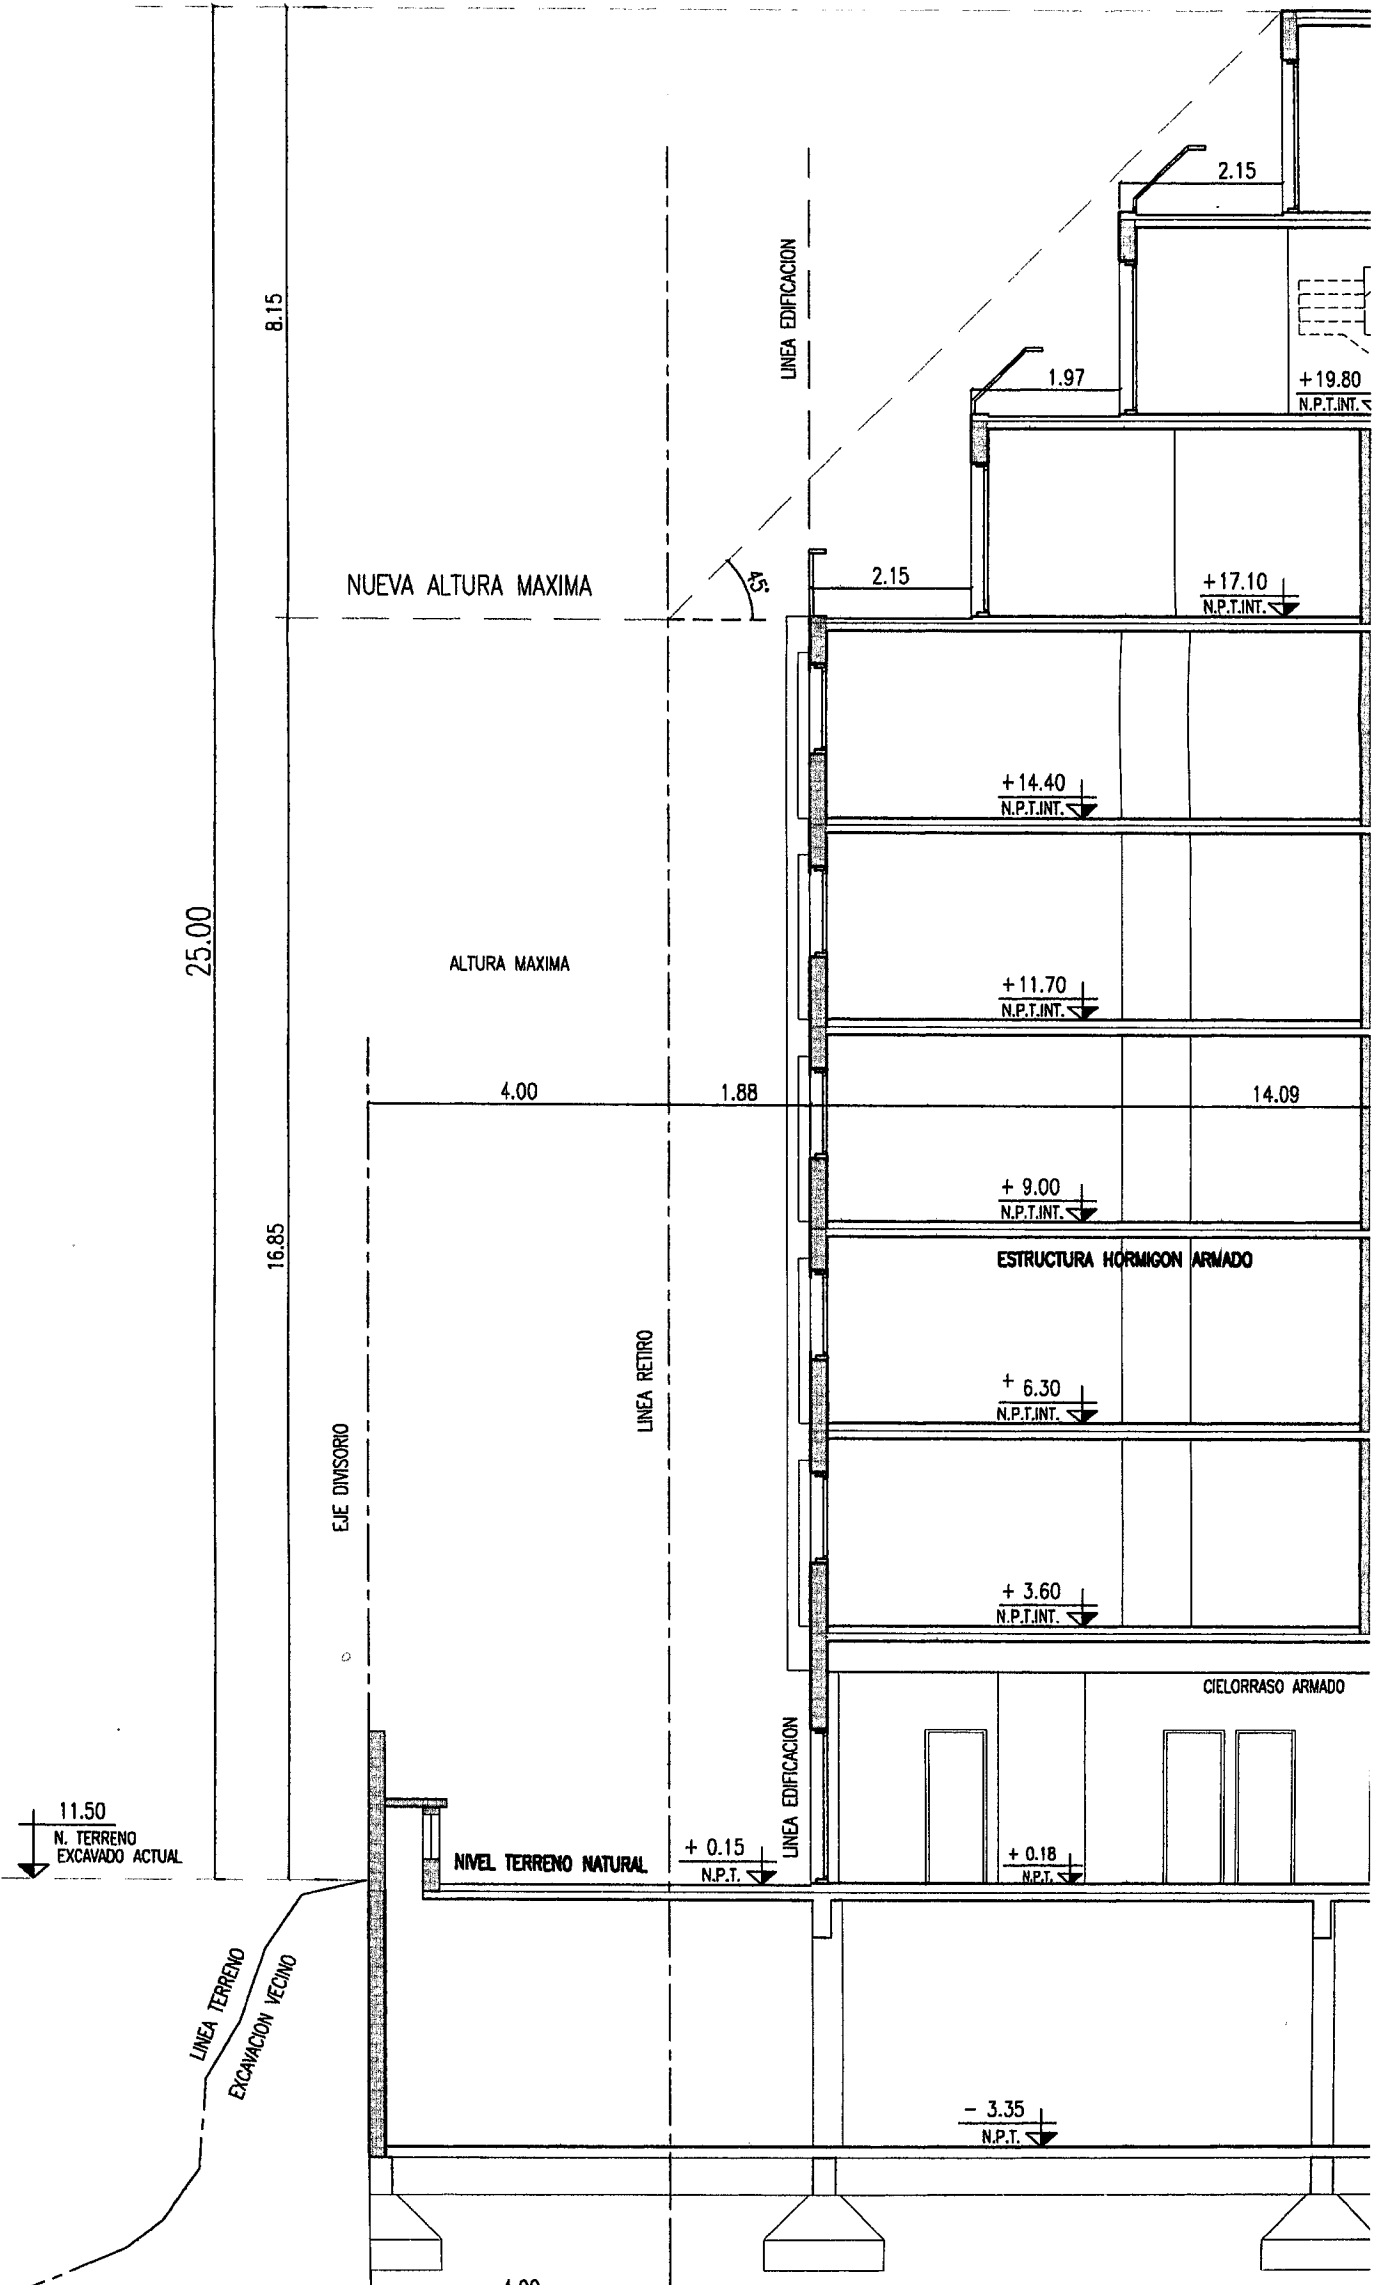 2.15
8.15
LINEA EDIFICACION
1.97
+19.80
N.P.T.INT.
NUEVA ALTURA MAXIMA
45°
2.15
+17.10
N.P.T.INT.
+14.40
N.P.T.INT.
25.00
ALTURA MAXIMA
+11.70
N.P.T.INT.
4.00
1.88
14.09
+ 9.00
N.P.T.INT.
16.85
ESTRUCTURA HORMIGON ARMADO
LINEA RETIRO
+ 6.30
N.P.T.INT.
EJE DIVISORIO
+ 3.60
N.P.T.INT.
CIELORRASO ARMADO
LINEA EDIFICACION
11.50
N. TERRENO
EXCAVADO ACTUAL
NIVEL TERRENO NATURAL
+ 0.15
N.P.T.
+ 0.18
N.P.T.
LINEA TERRENO
EXCAVACION VECINO
- 3.35
N.P.T.